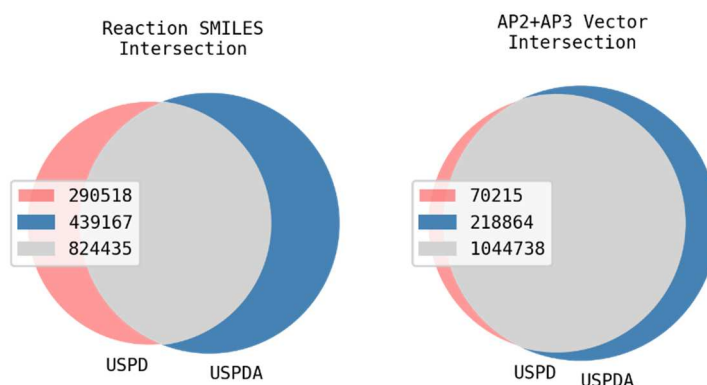 Reaction SMILES
Intersection
290518
439167
824435
USPD
USPDA
AP2+AP3 Vector
Intersection
70215
218864
1044738
USPD
USPDA